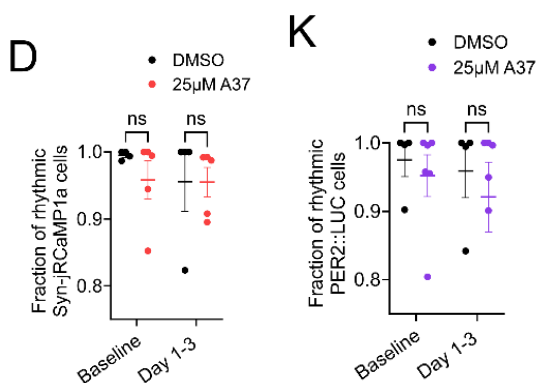 D
DMSO
25µM A37
ns
ns
Fraction of rhythmic
Syn-jRCaMP1a cells
1.0
0.9
0.8
Baseline
Day 1-3
K
DMSO
25µM A37
ns
ns
Fraction of rhythmic
PER2::LUC cells
1.0
0.9
0.8
Baseline
Day 1-3